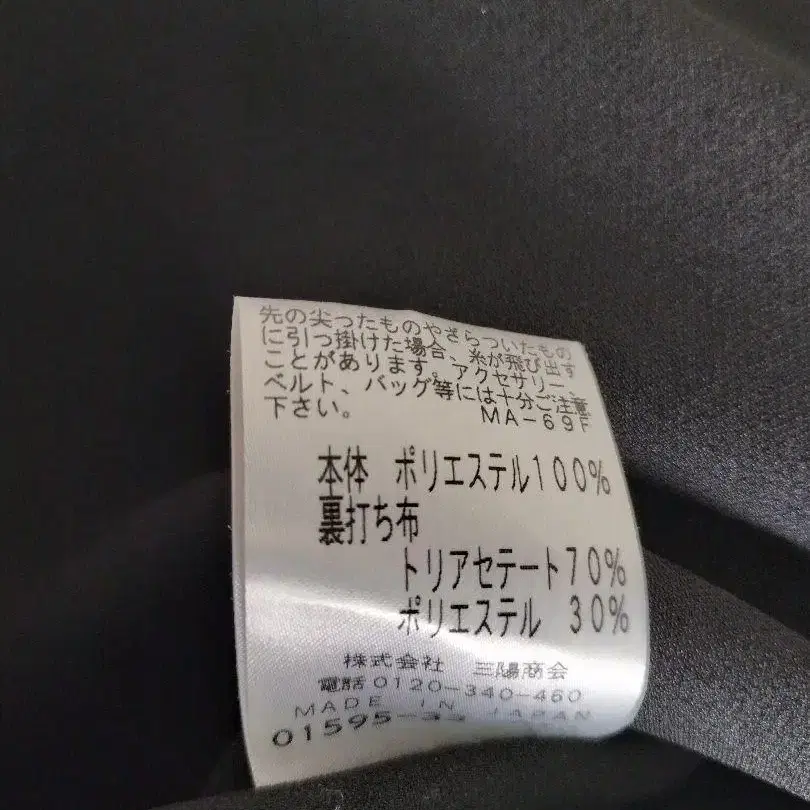 先の尖ったものやざらついたもの
に引っ掛けた場合、糸が飛び出す
ことがあります。アクセサリー、
ベルト、バッグ等には十分ご注意
下さい。 MA-69F
本体 ポリエステル100%
裏打ち布
トリアセテート70%
ポリエステル 30%
株式会社 三陽商会
電話0120-340-460
MADE IN JAPAN
01595-33